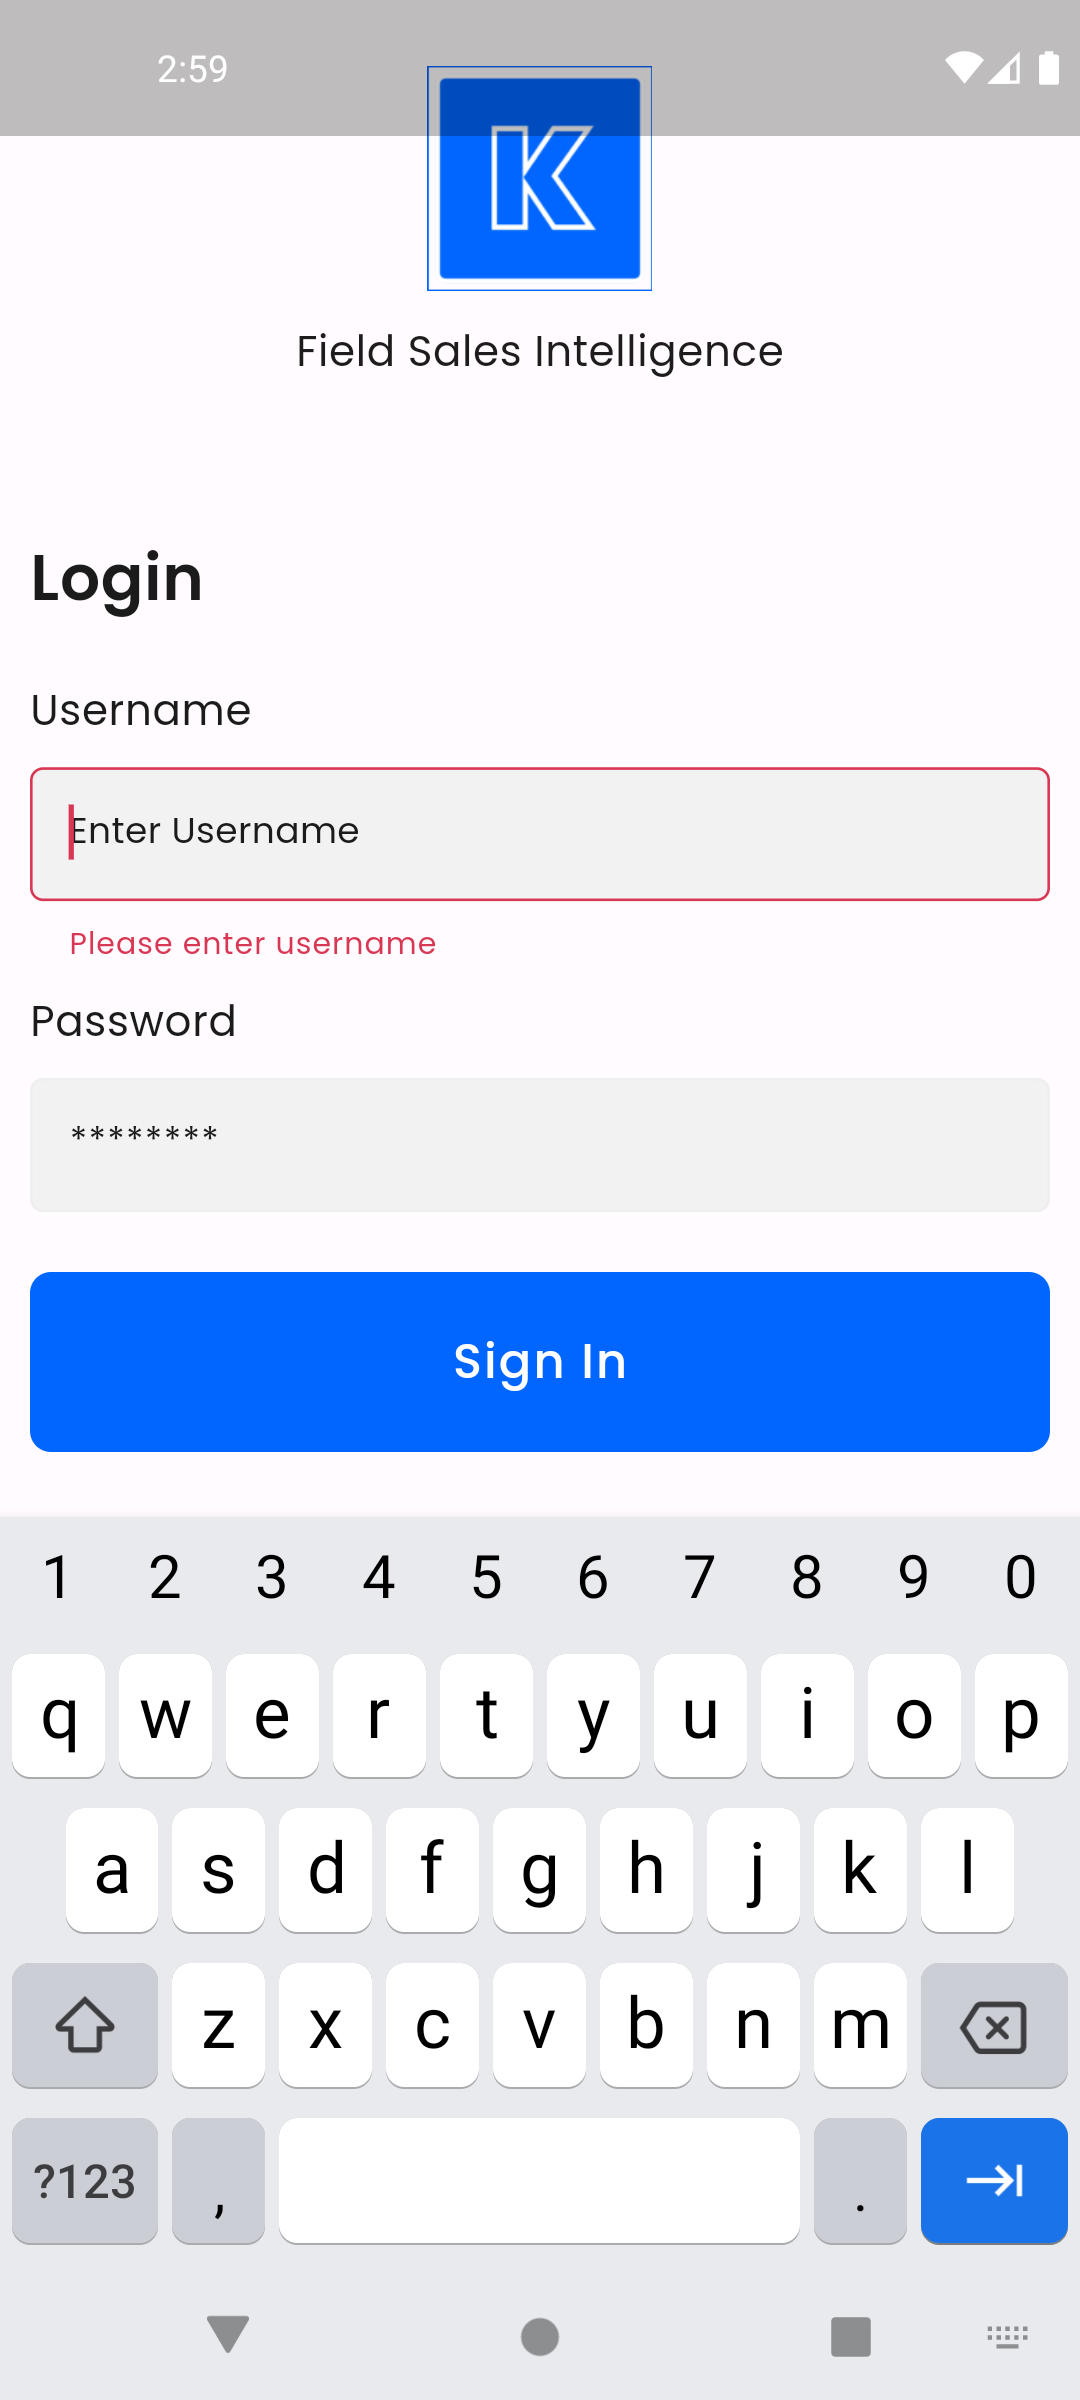 2:59
K
Field Sales Intelligence
Login
Username
Enter Username
Please enter username
Password
********
Sign In
1 2 3 4 5 6 7 8 9 0
q w e r t y u i o p
a s d f g h j k l
z x c v b n m
?123 , .